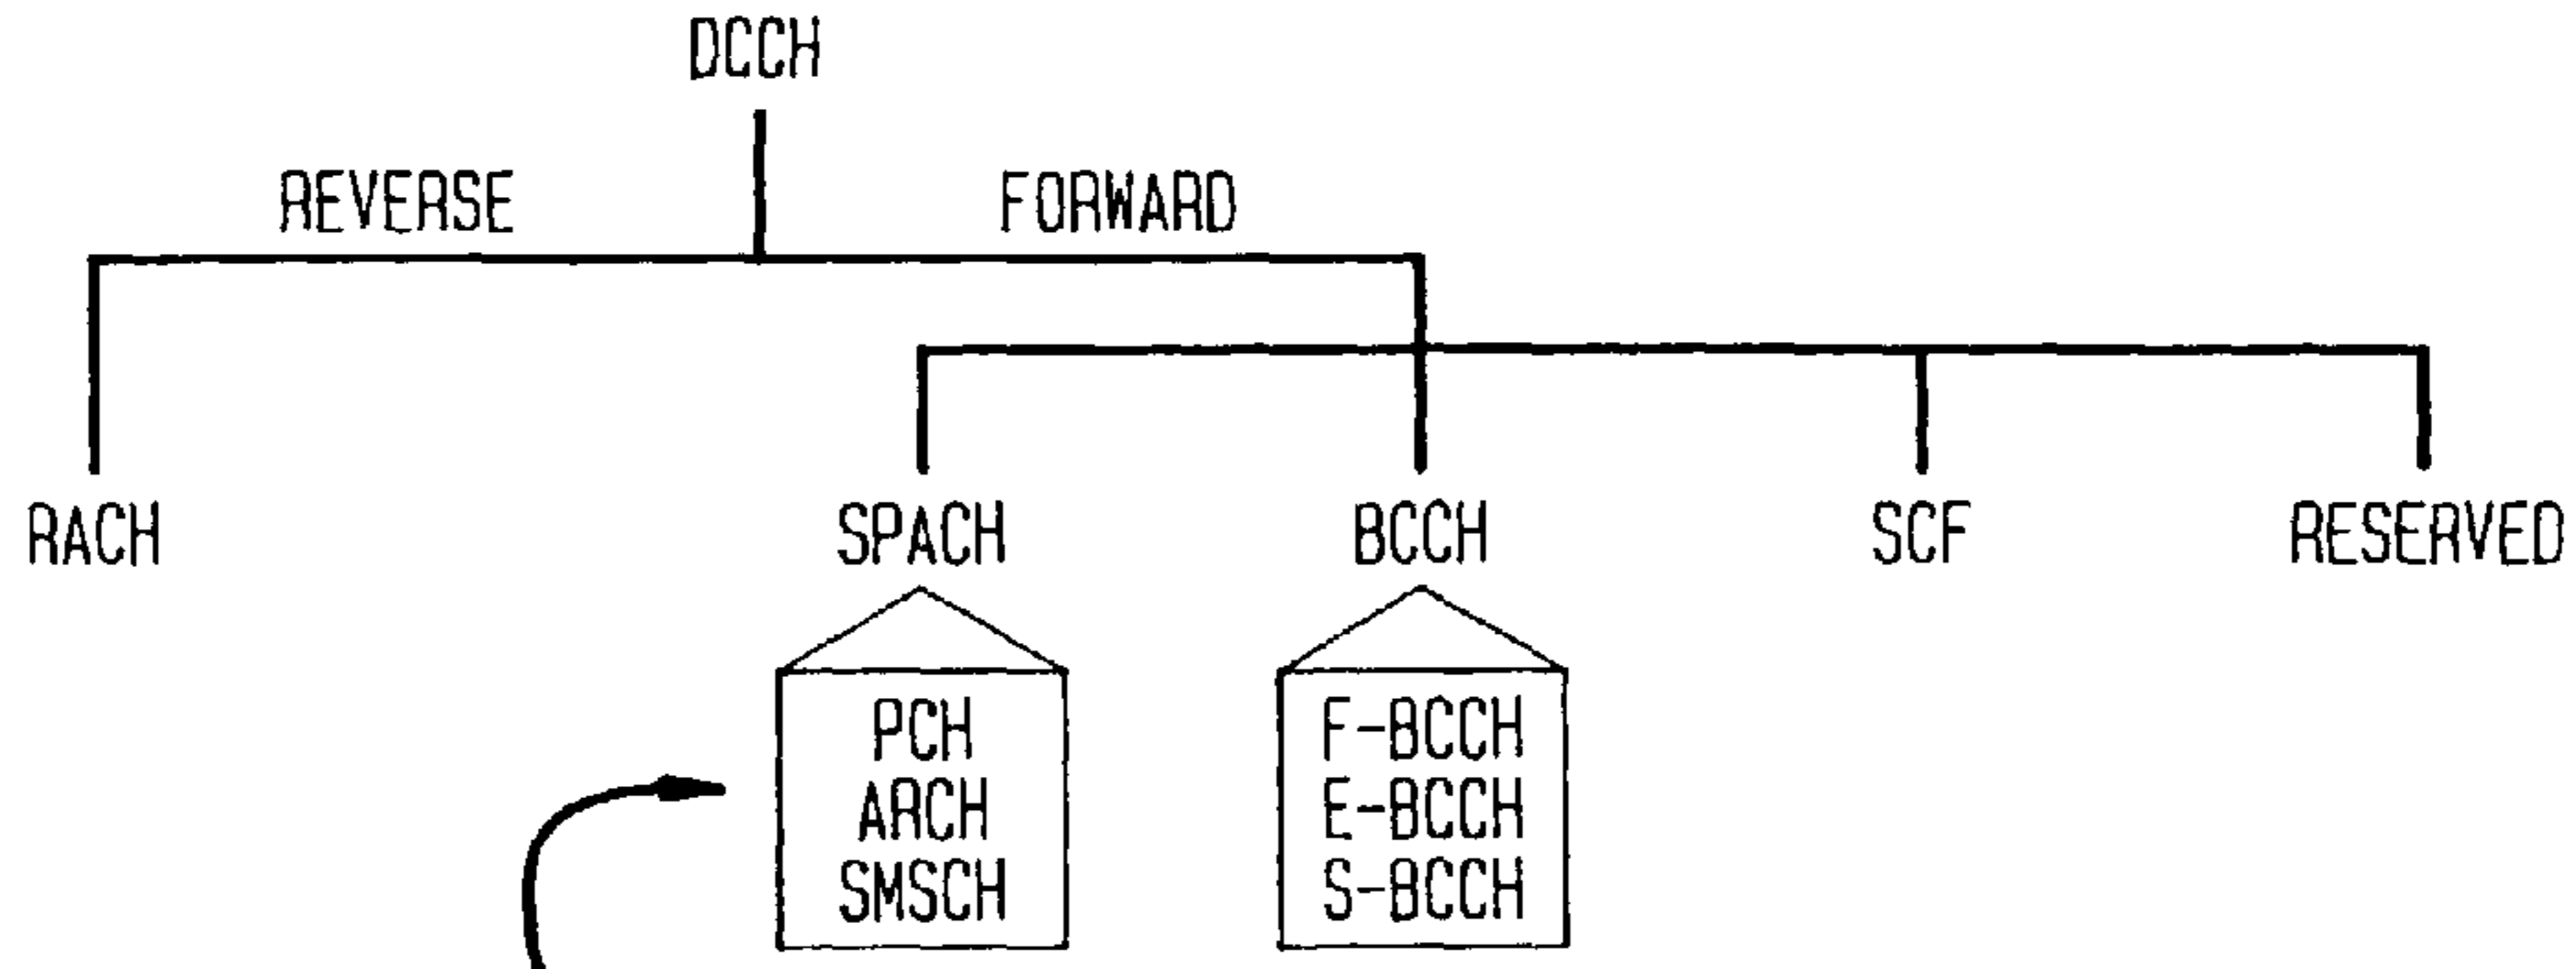 DCCH
REVERSE FORWARD
RACH SPACH BCCH SCF RESERVED
PCH
ARCH
SMSCH
F-BCCH
E-BCCH
S-BCCH